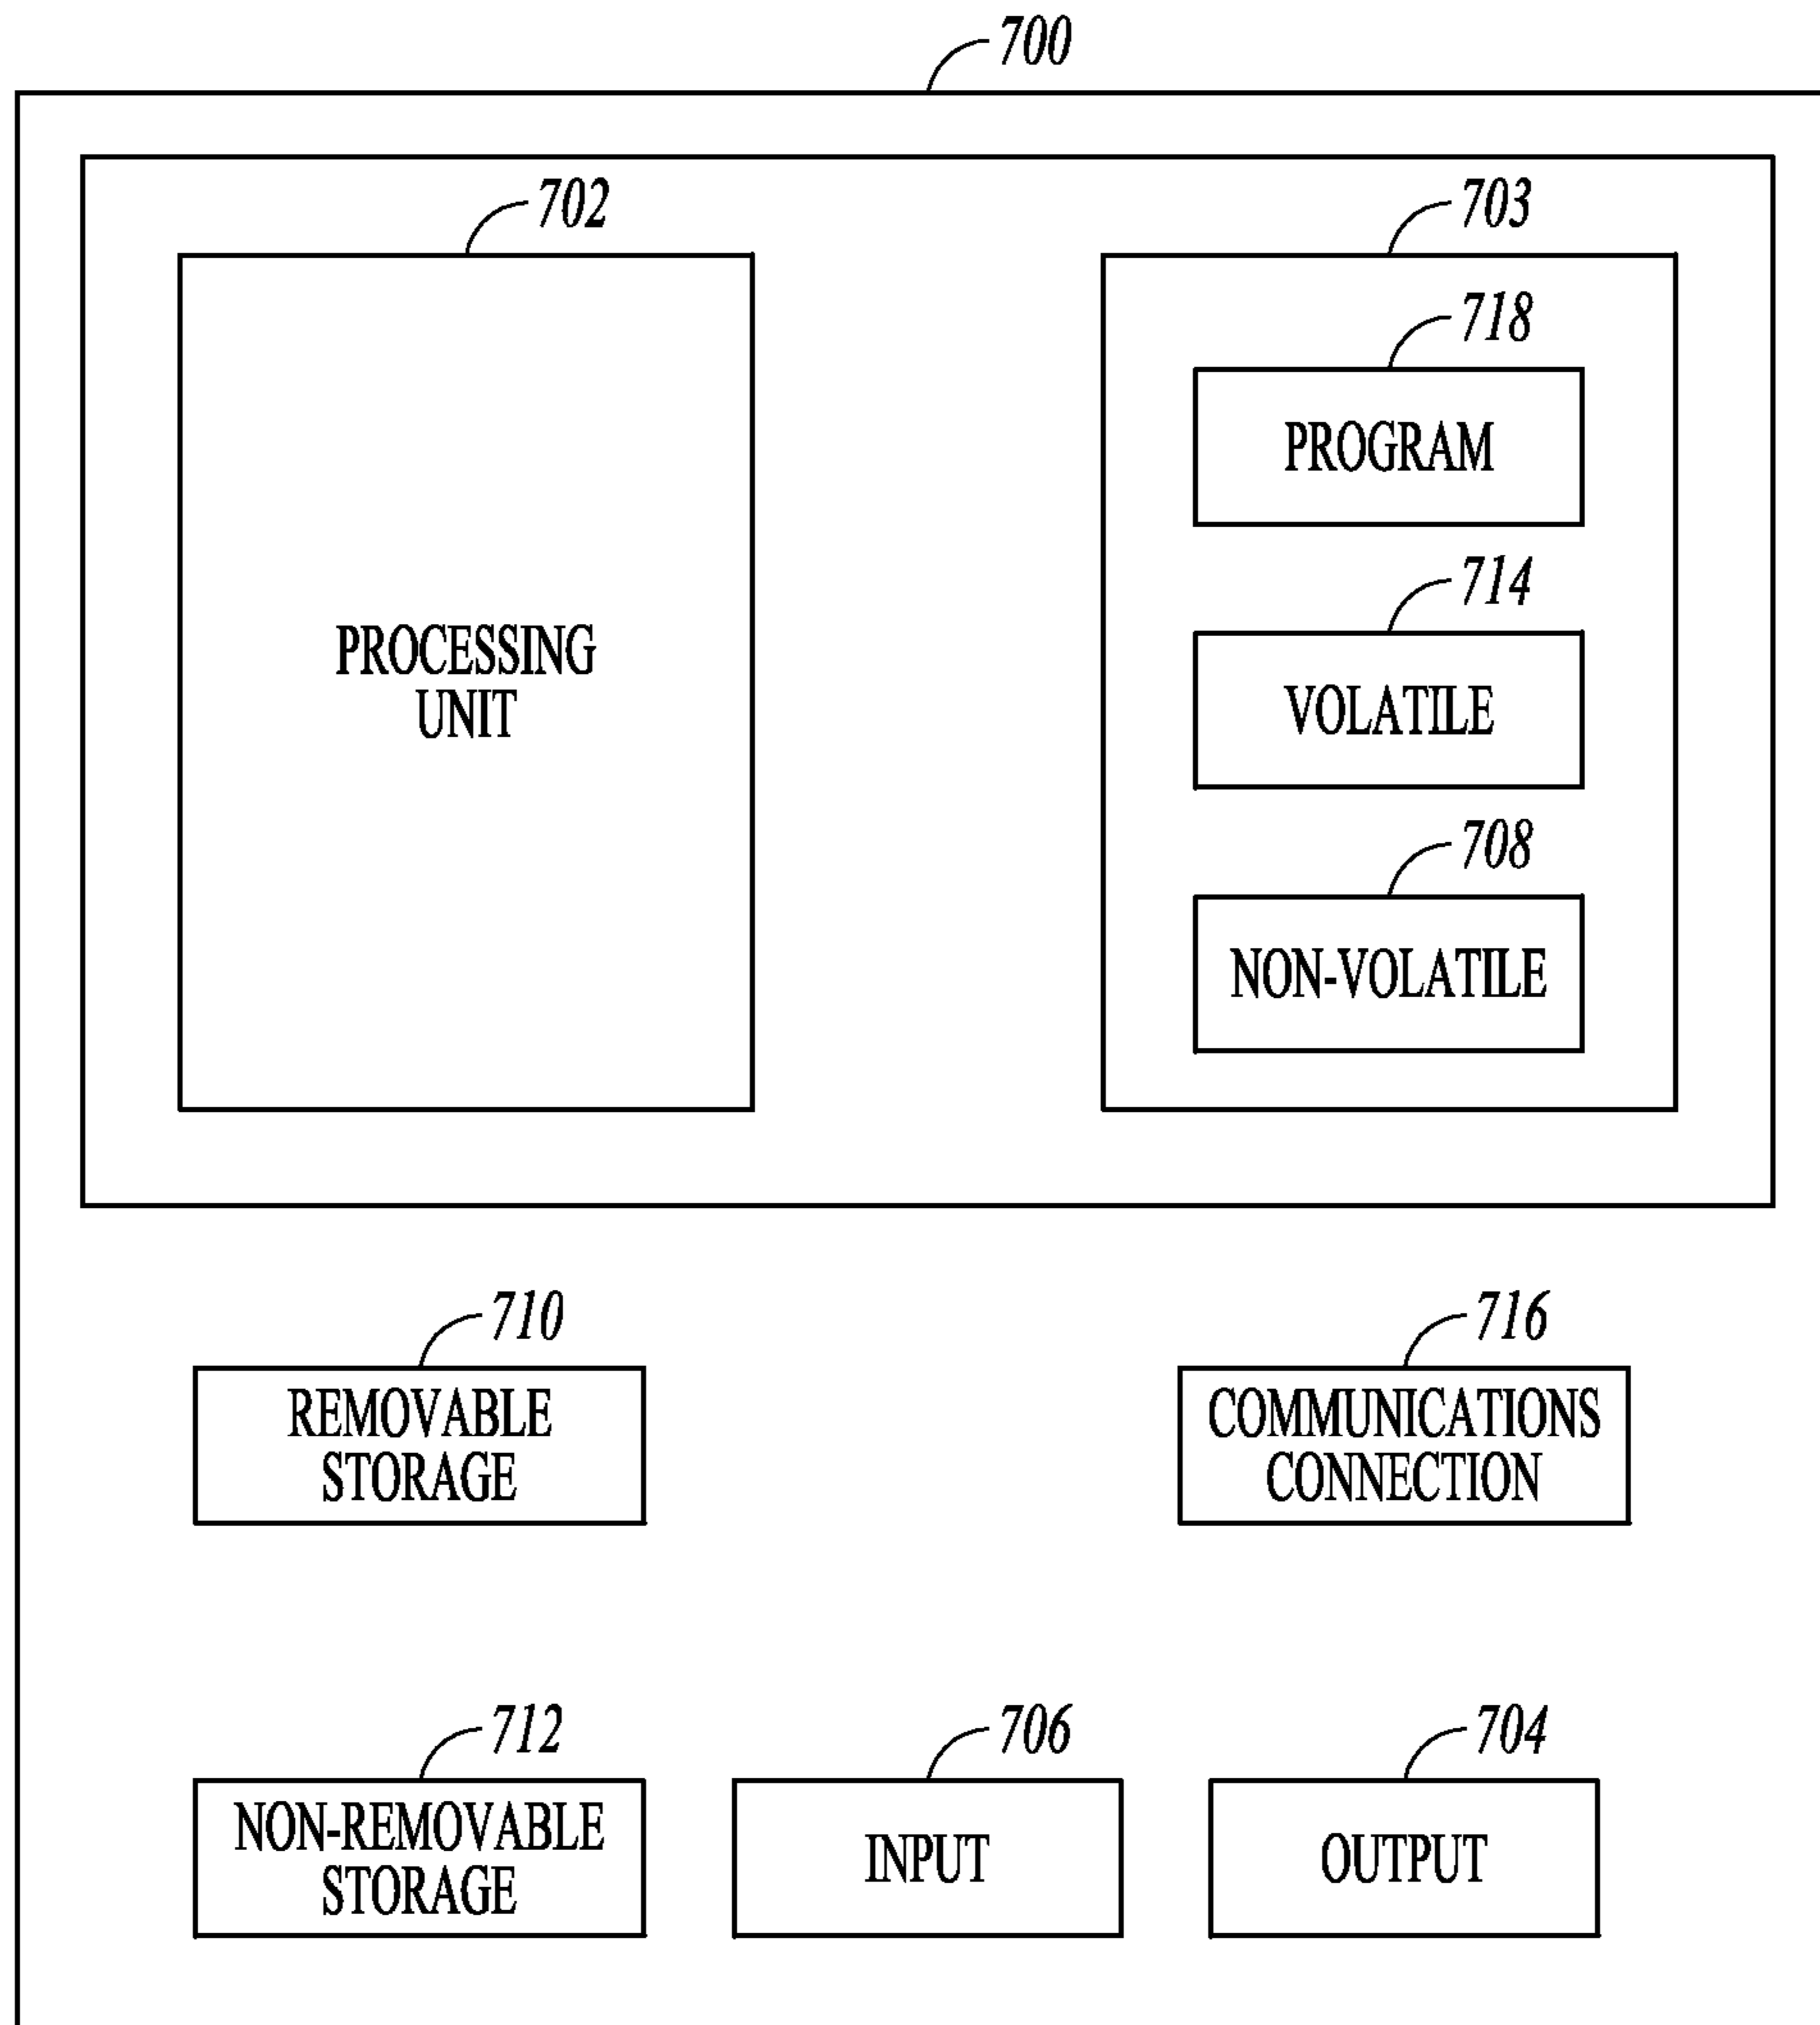 700
702
703
718
PROGRAM
714
PROCESSING
UNIT
VOLATILE
708
NON-VOLATILE
710
716
REMOVABLE
STORAGE
COMMUNICATIONS
CONNECTION
712
706
704
NON-REMOVABLE
STORAGE
INPUT
OUTPUT